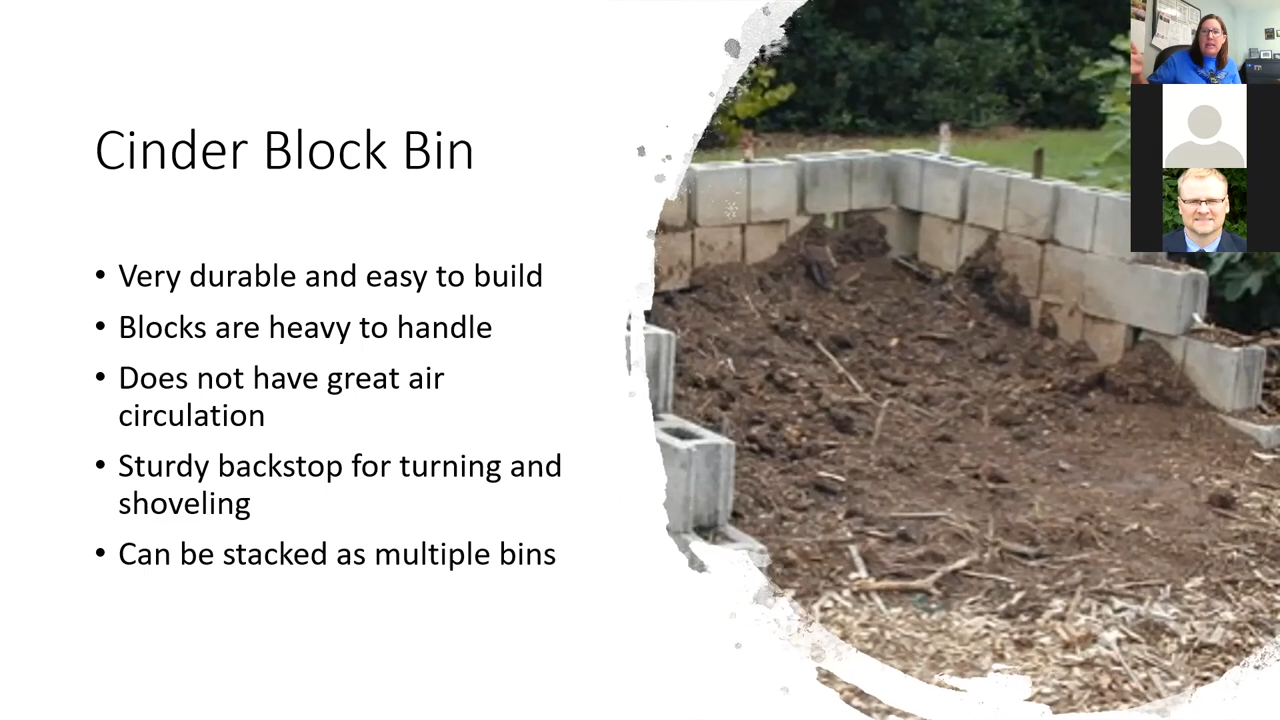 Cinder Block Bin
• Very durable and easy to build
• Blocks are heavy to handle
• Does not have great air
circulation
• Sturdy backstop for turning and
shoveling
• Can be stacked as multiple bins